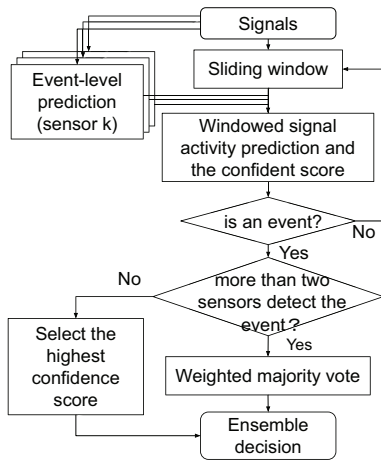 Signals
Sliding window
Event-level
prediction
(sensor k)
Windowed signal
activity prediction and
the confident score
is an event?
No
Yes
No
more than two
sensors detect the
event？
Yes
Select the
highest
confidence
score
Weighted majority vote
Ensemble
decision